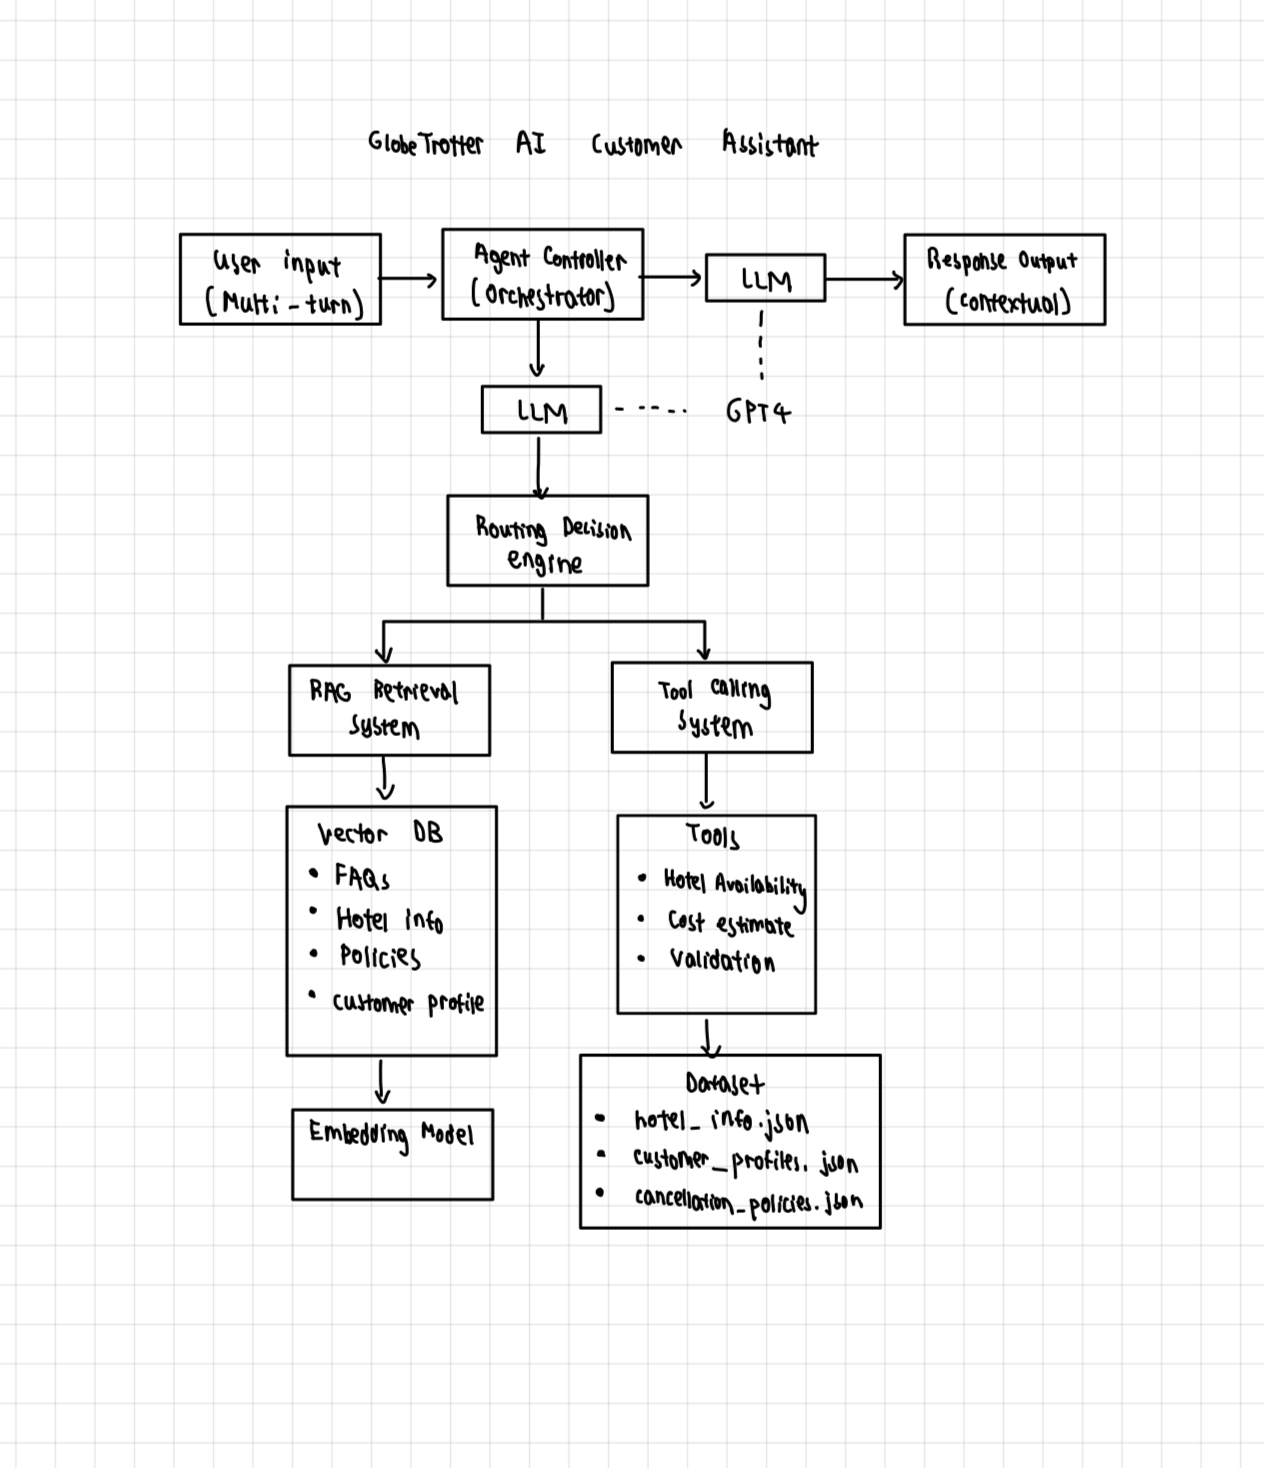 GlobeTrotter AI Customer Assistant
User input
(Multi-turn)
Agent Controller
(Orchestrator)
LLM
Response Output
(contextual)
LLM
GPT4
Routing Decision
engine
RAG Retrieval
System
Tool Calling
System
Vector DB
• FAQs
• Hotel info
• Policies
• customer profile
Tools
• Hotel Availability
• Cost estimate
• Validation
Embedding Model
Dataset
• hotel_info.json
• customer_profiles.json
• cancellation_policies.json